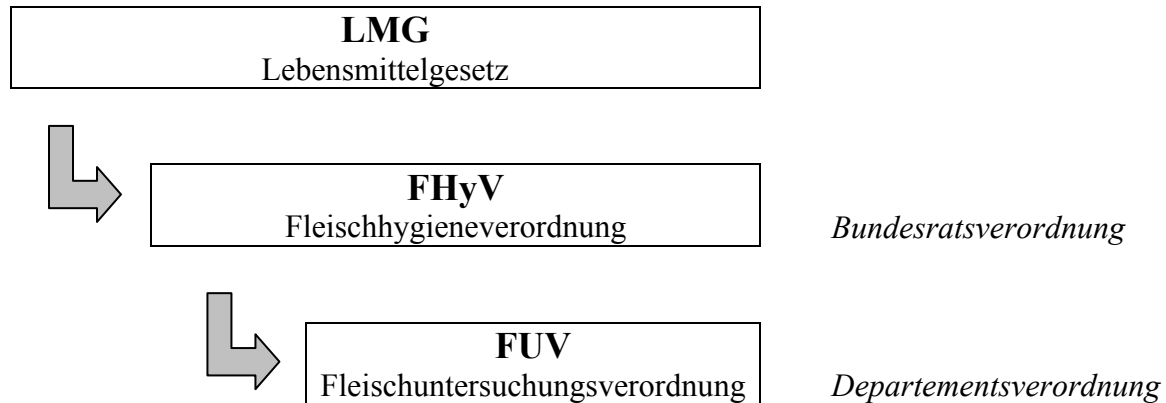 LMG
Lebensmittelgesetz
FHyV
Fleischhygieneverordnung
Bundesratsverordnung
FUV
Fleischuntersuchungsverordnung
Departementsverordnung